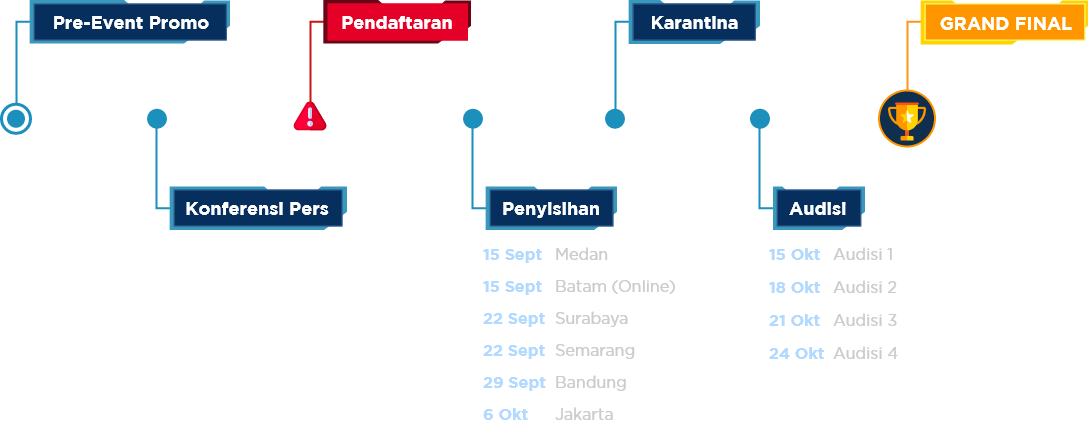 Pre-Event Promo
Pendaftaran
Karantina
GRAND FINAL
Konferensi Pers
Penyisihan
15 Sept Medan
15 Sept Batam (Online)
22 Sept Surabaya
22 Sept Semarang
29 Sept Bandung
6 Okt Jakarta
Audisi
15 Okt Audisi 1
18 Okt Audisi 2
21 Okt Audisi 3
24 Okt Audisi 4